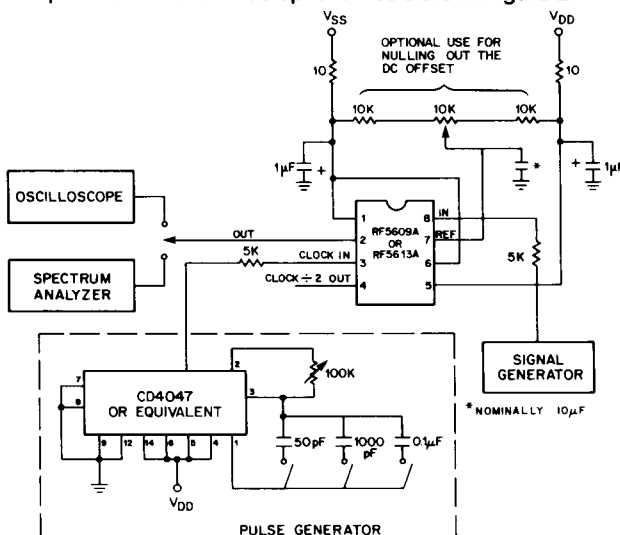 VSS
VDD
OPTIONAL USE FOR
NULLING OUT THE
DC OFFSET
10
10
10K
10K
10K
1µF
+
*
+
1µF
OSCILLOSCOPE
SPECTRUM
ANALYZER
OUT
5K
CLOCK IN
CLOCK ÷ 2 OUT
1
2
3
4
RF5609A
OR
RF5613A
8
7
6
5
IN
REF
5K
SIGNAL
GENERATOR
*NOMINALLY 10µF
7
8
CD4047
OR EQUIVALENT
2
3
100K
9
12
14
6
5
4
1
50pF
1000
pF
0.1µF
VDD
PULSE GENERATOR